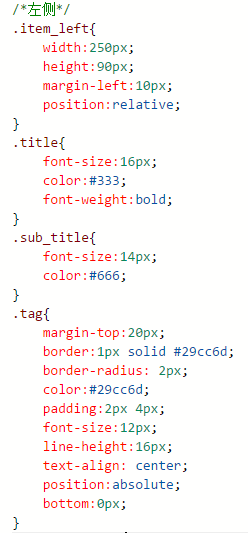 /*左侧*/
.item_left{
width:250px;
height:90px;
margin-left:10px;
position:relative;
}
.title{
font-size:16px;
color:#333;
font-weight:bold;
}
.sub_title{
font-size:14px;
color:#666;
}
.tag{
margin-top:20px;
border:1px solid #29cc6d;
border-radius: 2px;
color:#29cc6d;
padding:2px 4px;
font-size:12px;
line-height:16px;
text-align: center;
position:absolute;
bottom:0px;
}